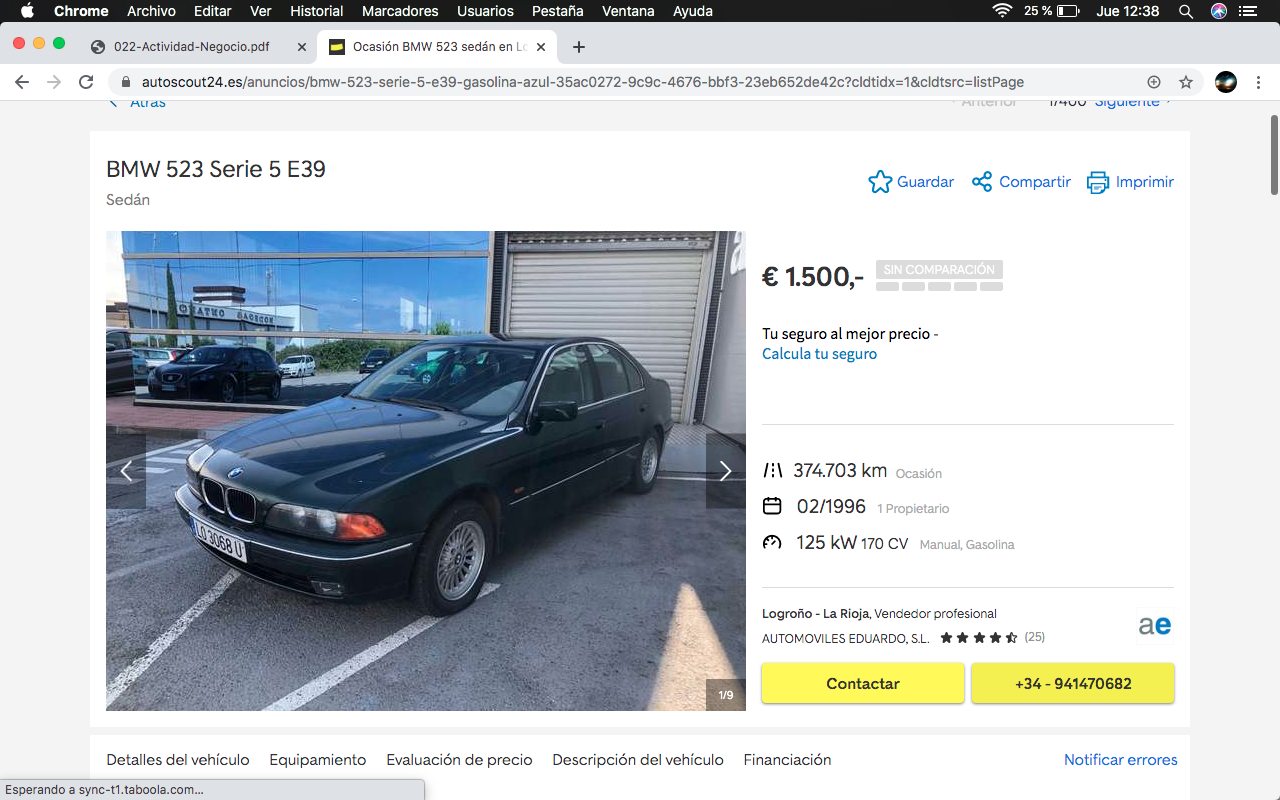 Chrome Archivo Editar Ver Historial Marcadores Usuarios Pestaña Ventana Ayuda 25 % Jue 12:38
022-Actividad-Negocio.pdf Ocasión BMW 523 sedán en Lo
autoscout24.es/anuncios/bmw-523-serie-5-e39-gasolina-azul-35ac0272-9c9c-4676-bbf3-23eb652de42c?cldtidx=1&cldtsrc=listPage
Atrás Anterior 1/400 Siguiente
BMW 523 Serie 5 E39
Sedán
Guardar Compartir Imprimir
€ 1.500,- SIN COMPARACIÓN
Tu seguro al mejor precio -
Calcula tu seguro
374.703 km Ocasión
02/1996 1 Propietario
125 kW 170 CV Manual, Gasolina
LO 3068 U
Logroño - La Rioja, Vendedor profesional
AUTOMOVILES EDUARDO, S.L. (25)
ae
Contactar +34 - 941470682
1/9
Detalles del vehículo Equipamiento Evaluación de precio Descripción del vehículo Financiación Notificar errores
Esperando a sync-t1.taboola.com...